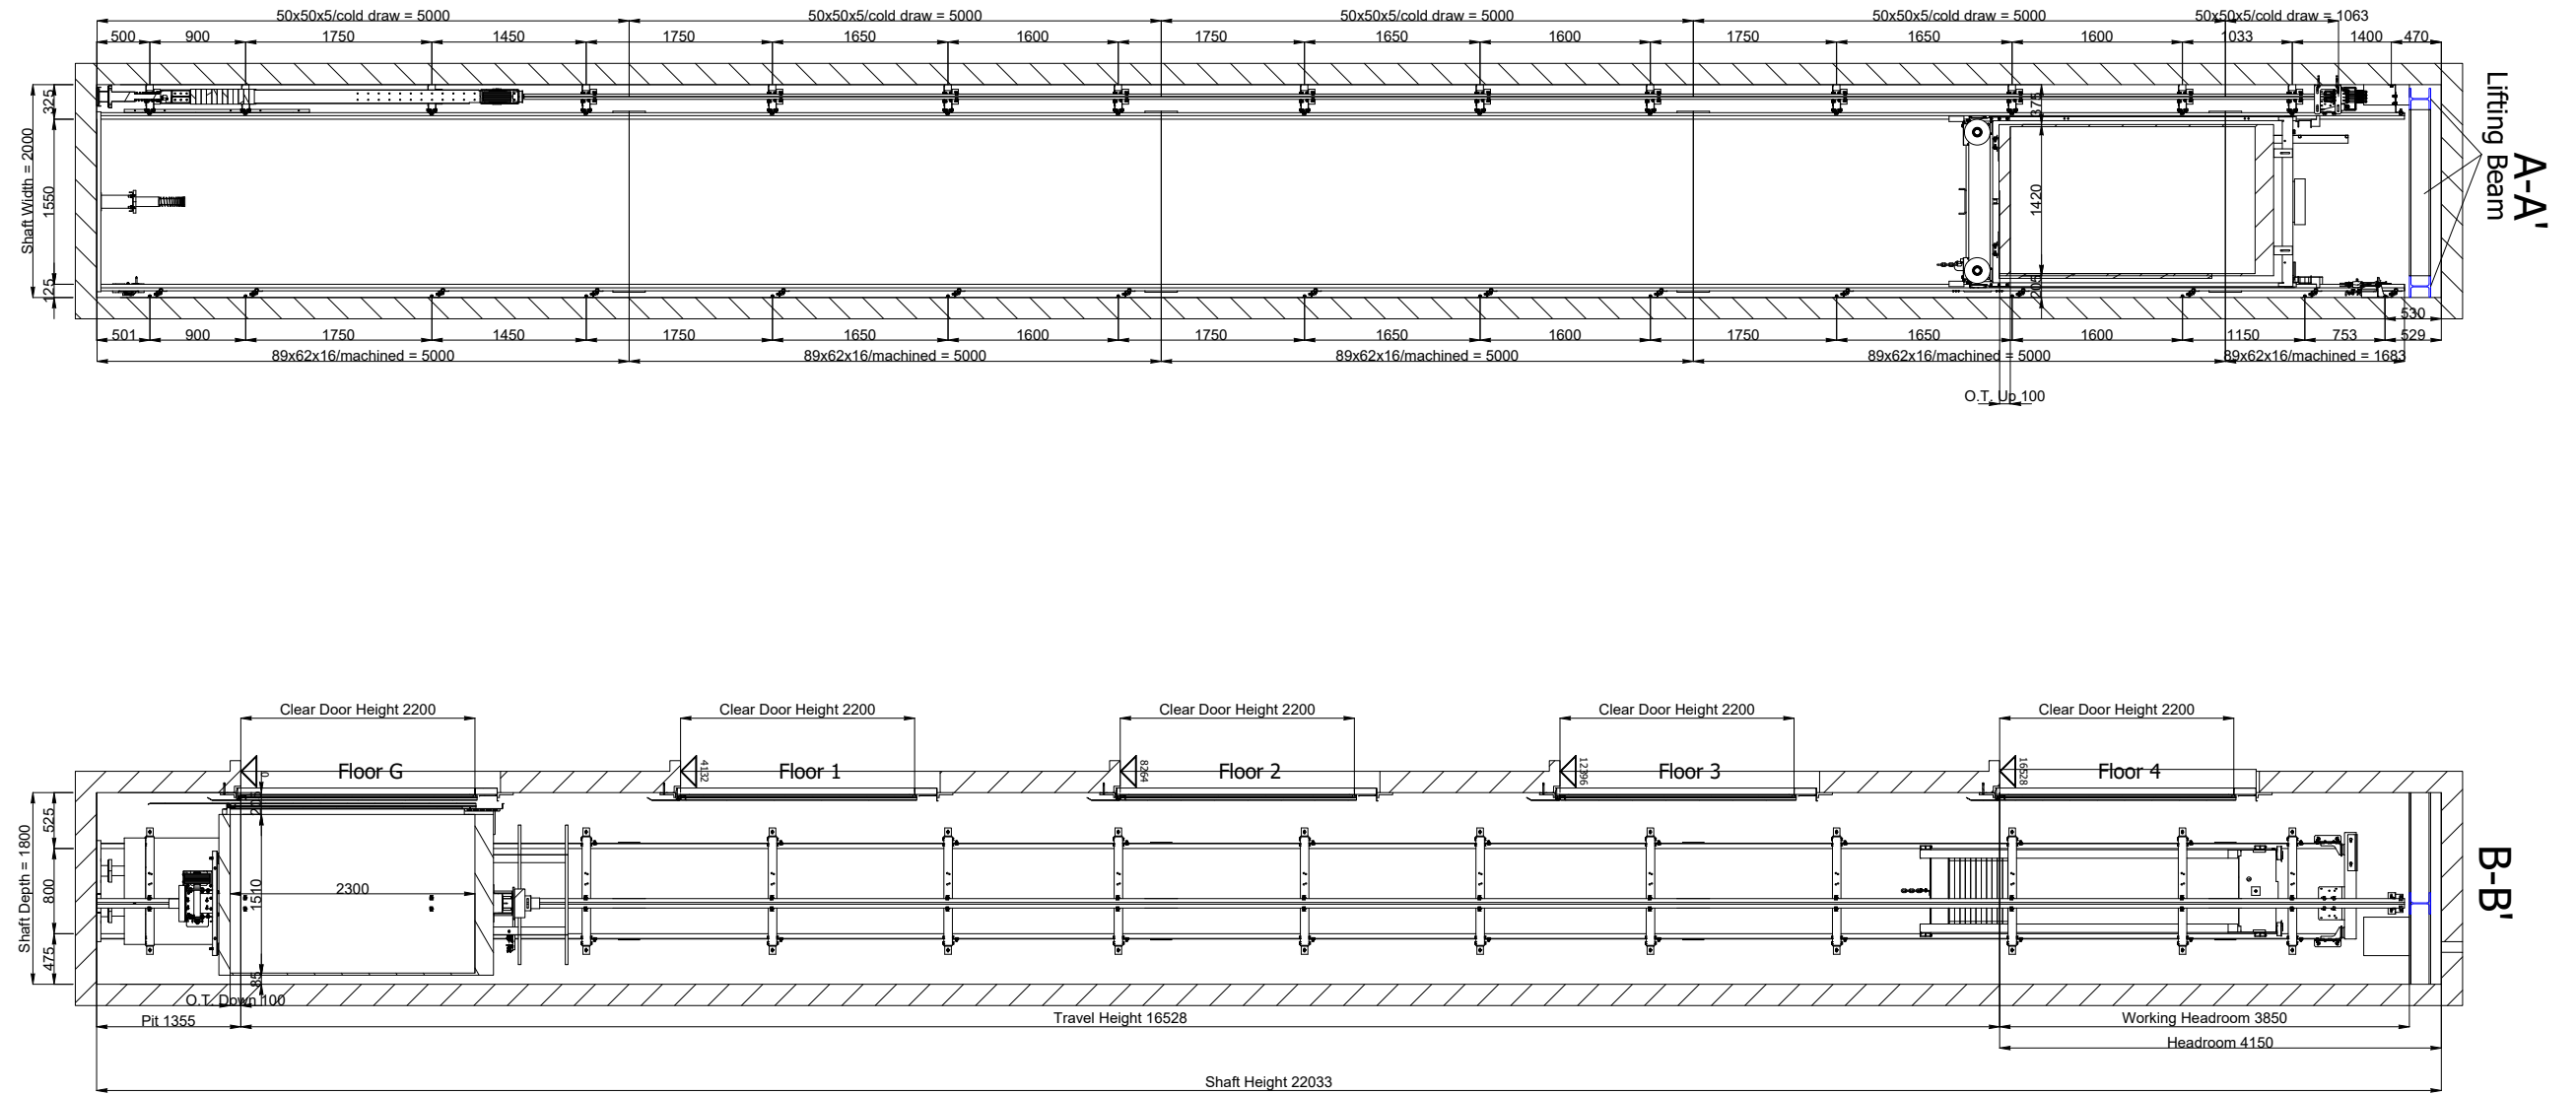 50x50x5/cold draw = 5000
50x50x5/cold draw = 5000
50x50x5/cold draw = 5000
50x50x5/cold draw = 5000
50x50x5/cold draw = 1063
500
900
1750
1450
1750
1650
1600
1750
1650
1600
1750
1650
1600
1033
1400
470
Shaft Width = 2000
325
1550
125
375
1420
205
Lifting Beam
A-A'
530
501
900
1750
1450
1750
1650
1600
1750
1650
1600
1750
1650
1600
1150
753
529
89x62x16/machined = 5000
89x62x16/machined = 5000
89x62x16/machined = 5000
89x62x16/machined = 5000
89x62x16/machined = 1683
O.T. Up 100
Clear Door Height 2200
Clear Door Height 2200
Clear Door Height 2200
Clear Door Height 2200
Clear Door Height 2200
0
Floor G
4132
Floor 1
8264
Floor 2
12396
Floor 3
16528
Floor 4
Shaft Depth = 1800
525
800
475
1510
2300
85
B-B'
O.T. Down 100
Pit 1355
Travel Height 16528
Working Headroom 3850
Headroom 4150
Shaft Height 22033